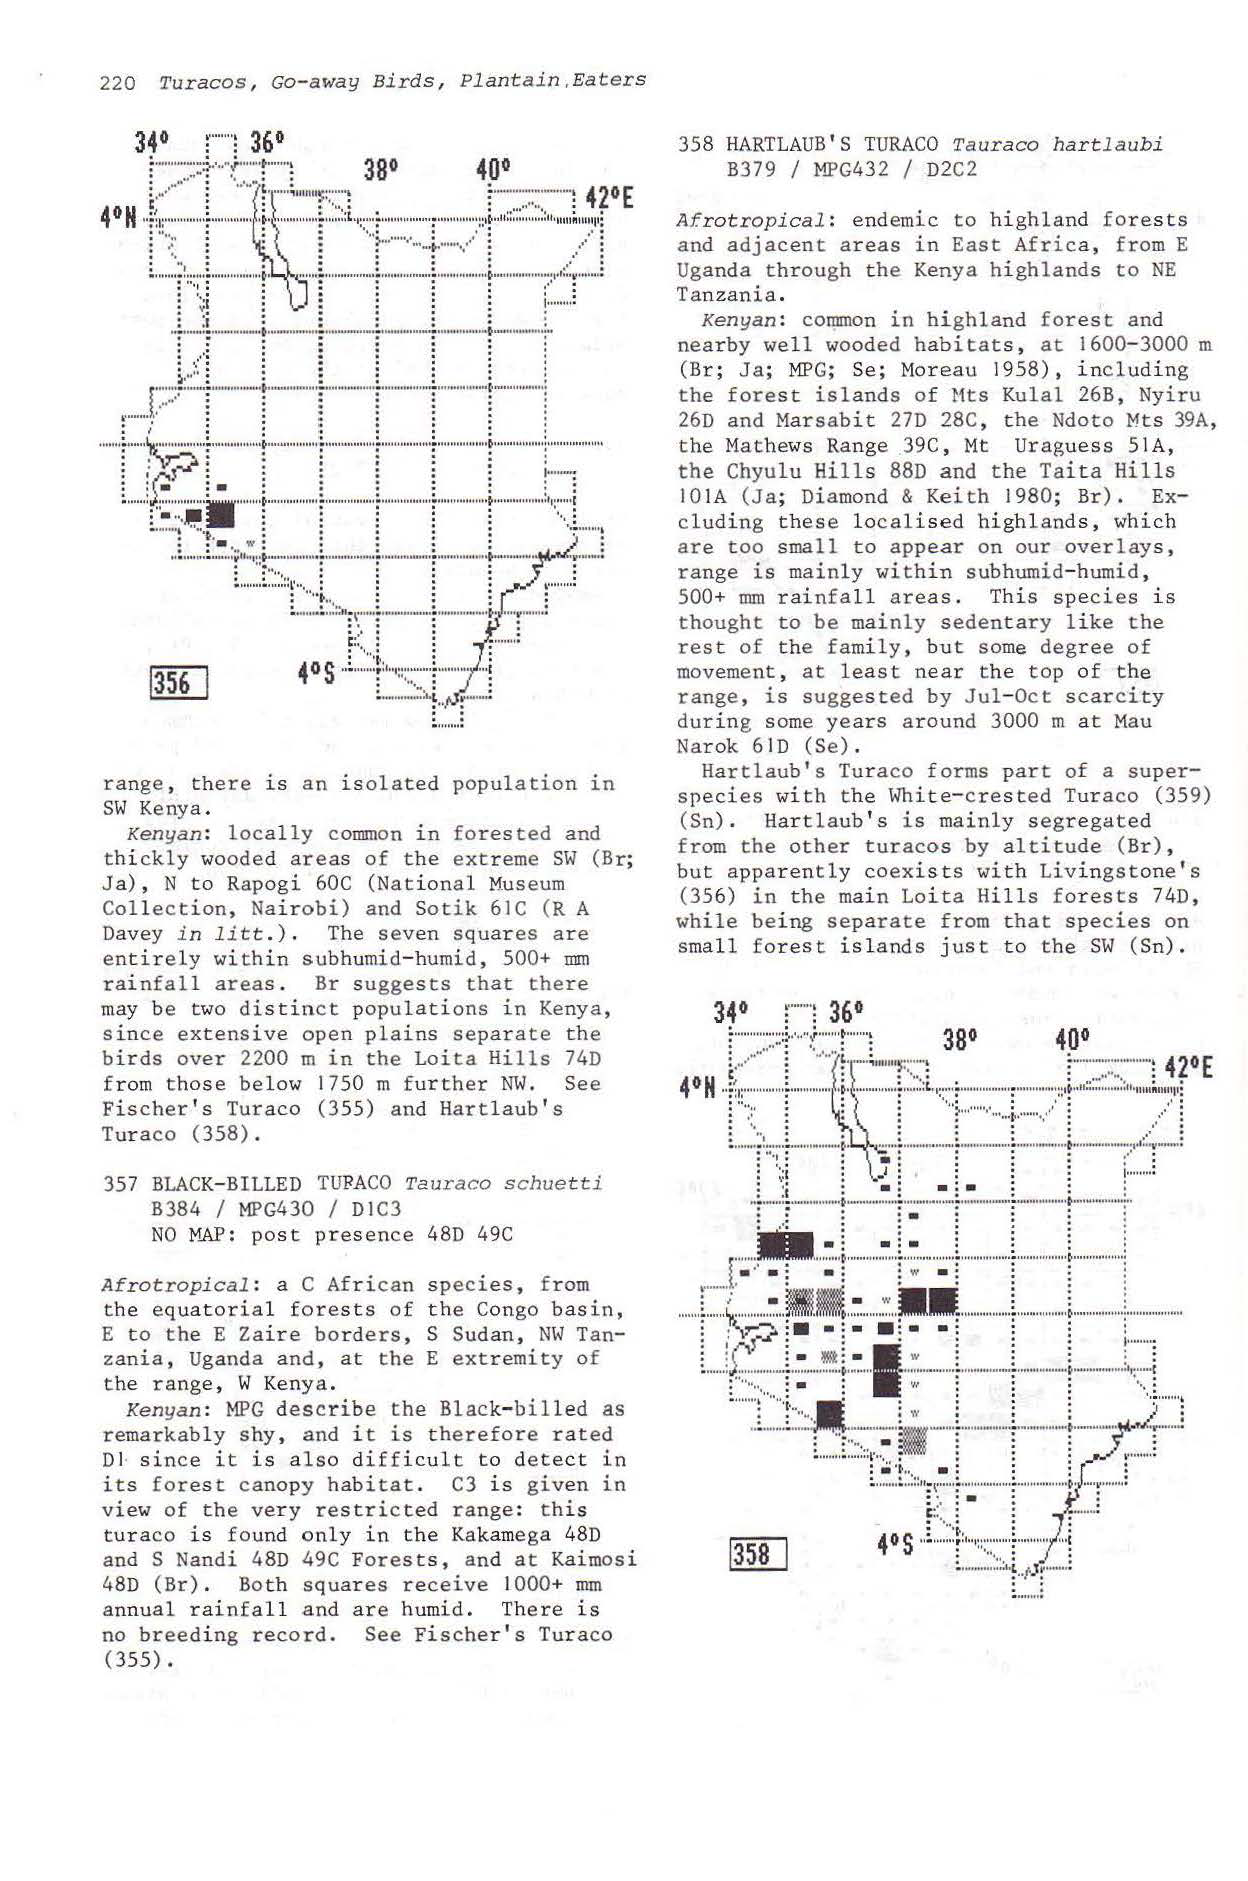 220 Turacos, Go-away Birds, Plantain,Eaters
34° 36°
38° 40°
42°E
4°N
4°S
356
range, there is an isolated population in
SW Kenya.
Kenyan: locally common in forested and
thickly wooded areas of the extreme SW (Br;
Ja), N to Rapogi 60C (National Museum
Collection, Nairobi) and Sotik 61C (R A
Davey in litt.). The seven squares are
entirely within subhumid-humid, 500+ mm
rainfall areas. Br suggests that there
may be two distinct populations in Kenya,
since extensive open plains separate the
birds over 2200 m in the Loita Hills 74D
from those below 1750 m further NW. See
Fischer's Turaco (355) and Hartlaub's
Turaco (358).
357 BLACK-BILLED TURACO Tauraco schuetti
B384 / MPG430 / D1C3
NO MAP: post presence 48D 49C
Afrotropical: a C African species, from
the equatorial forests of the Congo basin,
E to the E Zaire borders, S Sudan, NW Tan-
zania, Uganda and, at the E extremity of
the range, W Kenya.
Kenyan: MPG describe the Black-billed as
remarkably shy, and it is therefore rated
D1 since it is also difficult to detect in
its forest canopy habitat. C3 is given in
view of the very restricted range: this
turaco is found only in the Kakamega 48D
and S Nandi 48D 49C Forests, and at Kaimosi
48D (Br). Both squares receive 1000+ mm
annual rainfall and are humid. There is
no breeding record. See Fischer's Turaco
(355).
358 HARTLAUB'S TURACO Tauraco hartlaubi
B379 / MPG432 / D2C2
Afrotropical: endemic to highland forests
and adjacent areas in East Africa, from E
Uganda through the Kenya highlands to NE
Tanzania.
Kenyan: common in highland forest and
nearby well wooded habitats, at 1600-3000 m
(Br; Ja; MPG; Se; Moreau 1958), including
the forest islands of Mts Kulal 26B, Nyiru
26D and Marsabit 27D 28C, the Ndoto Mts 39A,
the Mathews Range 39C, Mt Uraguess 51A,
the Chyulu Hills 88D and the Taita Hills
101A (Ja; Diamond & Keith 1980; Br). Ex-
cluding these localised highlands, which
are too small to appear on our overlays,
range is mainly within subhumid-humid,
500+ mm rainfall areas. This species is
thought to be mainly sedentary like the
rest of the family, but some degree of
movement, at least near the top of the
range, is suggested by Jul-Oct scarcity
during some years around 3000 m at Mau
Narok 61D (Se).
Hartlaub's Turaco forms part of a super-
species with the White-crested Turaco (359)
(Sn). Hartlaub's is mainly segregated
from the other turacos by altitude (Br),
but apparently coexists with Livingstone's
(356) in the main Loita Hills forests 74D,
while being separate from that species on
small forest islands just to the SW (Sn).
34° 36°
38° 40°
42°E
4°N
4°S
358